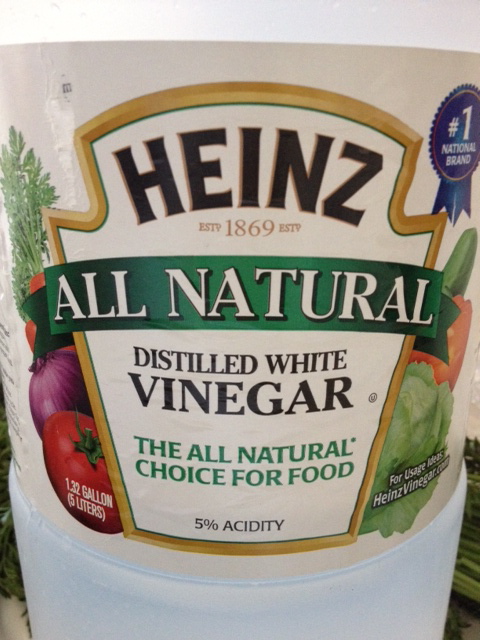 HEINZ
ESTD 1869 ESTD
#1
NATIONAL
BRAND
ALL NATURAL
DISTILLED WHITE
VINEGAR
THE ALL NATURAL*
CHOICE FOR FOOD
5% ACIDITY
1.32 GALLON
(5 LITERS)
For Usage Ideas:
HeinzVinegar.com